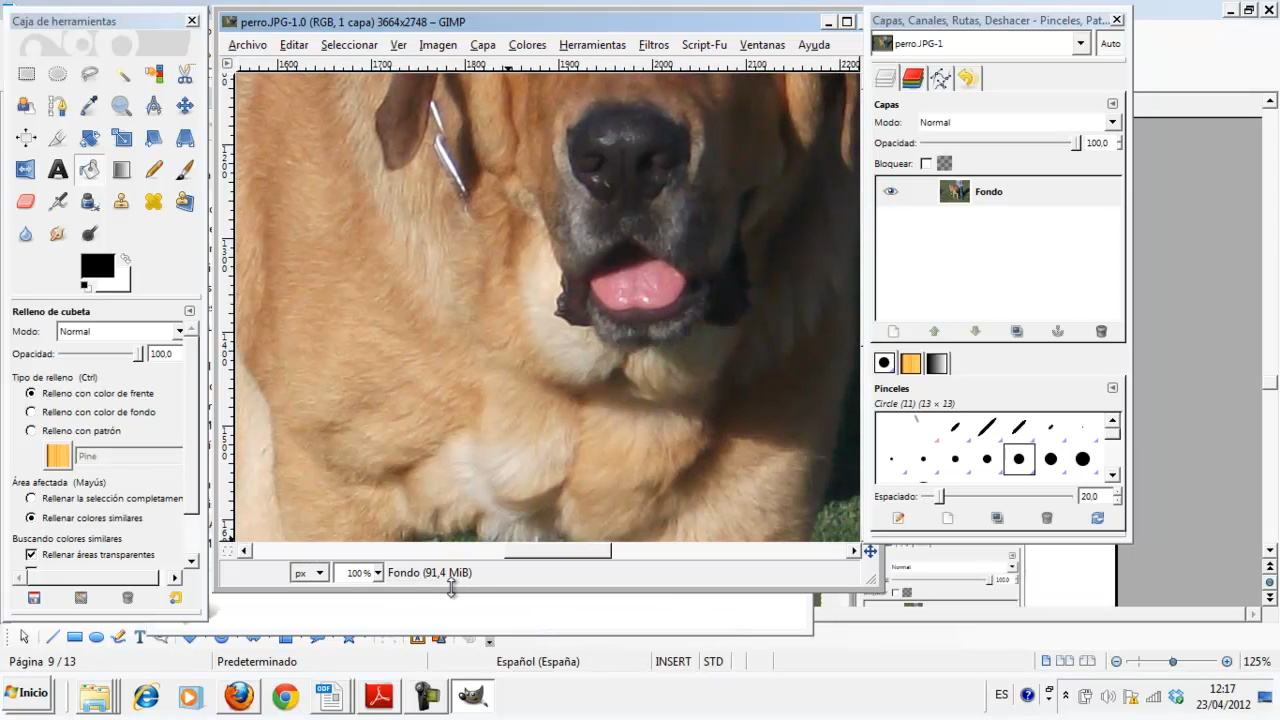 Caja de herramientas
Relleno de cubeta
Modo: Normal
Opacidad: 100,0
Tipo de relleno (Ctrl)
Relleno con color de frente
Relleno con color de fondo
Relleno con patrón
Pine
Área afectada (Mayús)
Rellenar la selección completamen
Rellenar colores similares
Buscando colores similares
Rellenar áreas transparentes
perro.JPG-1.0 (RGB, 1 capa) 3664x2748 – GIMP
Archivo Editar Seleccionar Ver Imagen Capa Colores Herramientas Filtros Script-Fu Ventanas Ayuda
1600 1700 1800 1900 2000 2100 2200
1200
1300
1400
1500
px 100 % Fondo (91,4 MiB)
Capas, Canales, Rutas, Deshacer - Pinceles, Pat...
perro.JPG-1 Auto
Capas
Modo: Normal
Opacidad: 100,0
Bloquear:
Fondo
Pinceles
Circle (11) (13 × 13)
Espaciado: 20,0
Normal
100,0
Página 9 / 13 Predeterminado Español (España) INSERT STD 125%
Inicio ES 12:17
23/04/2012